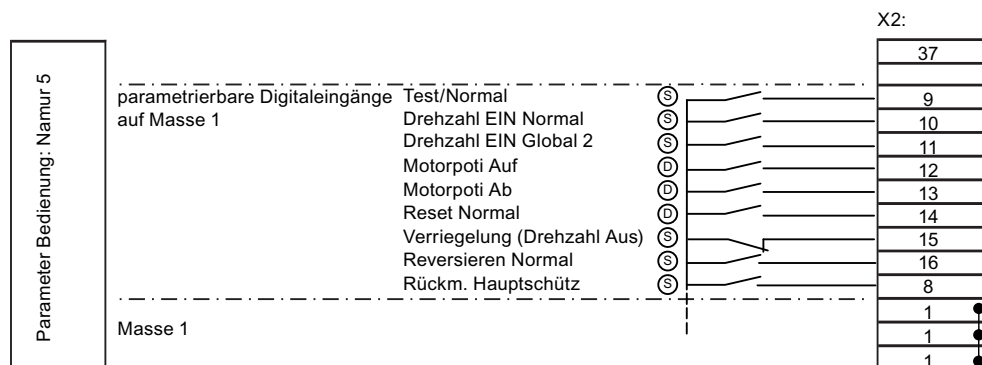 X2:
37
Parameter Bedienung: Namur 5
parametrierbare Digitaleingänge
auf Masse 1
Test/Normal S 9
Drehzahl EIN Normal S 10
Drehzahl EIN Global 2 S 11
Motorpoti Auf D 12
Motorpoti Ab D 13
Reset Normal D 14
Verriegelung (Drehzahl Aus) S 15
Reversieren Normal S 16
Rückm. Hauptschütz S 8
Masse 1
1
1
1